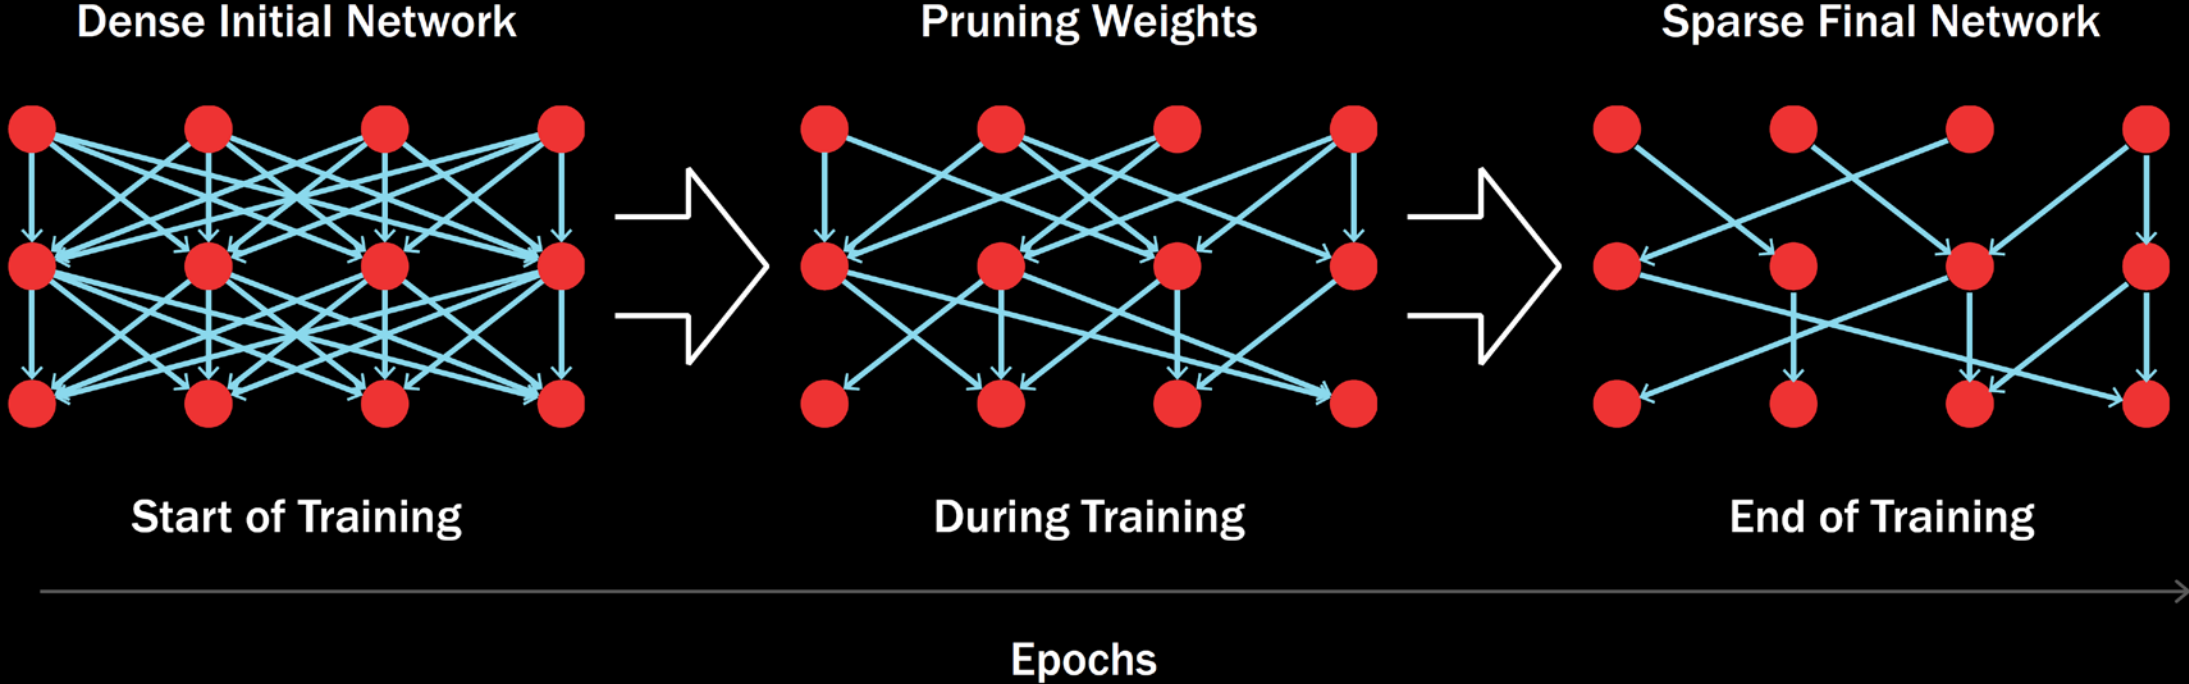 Dense Initial Network
Pruning Weights
Sparse Final Network
Start of Training
During Training
End of Training
Epochs